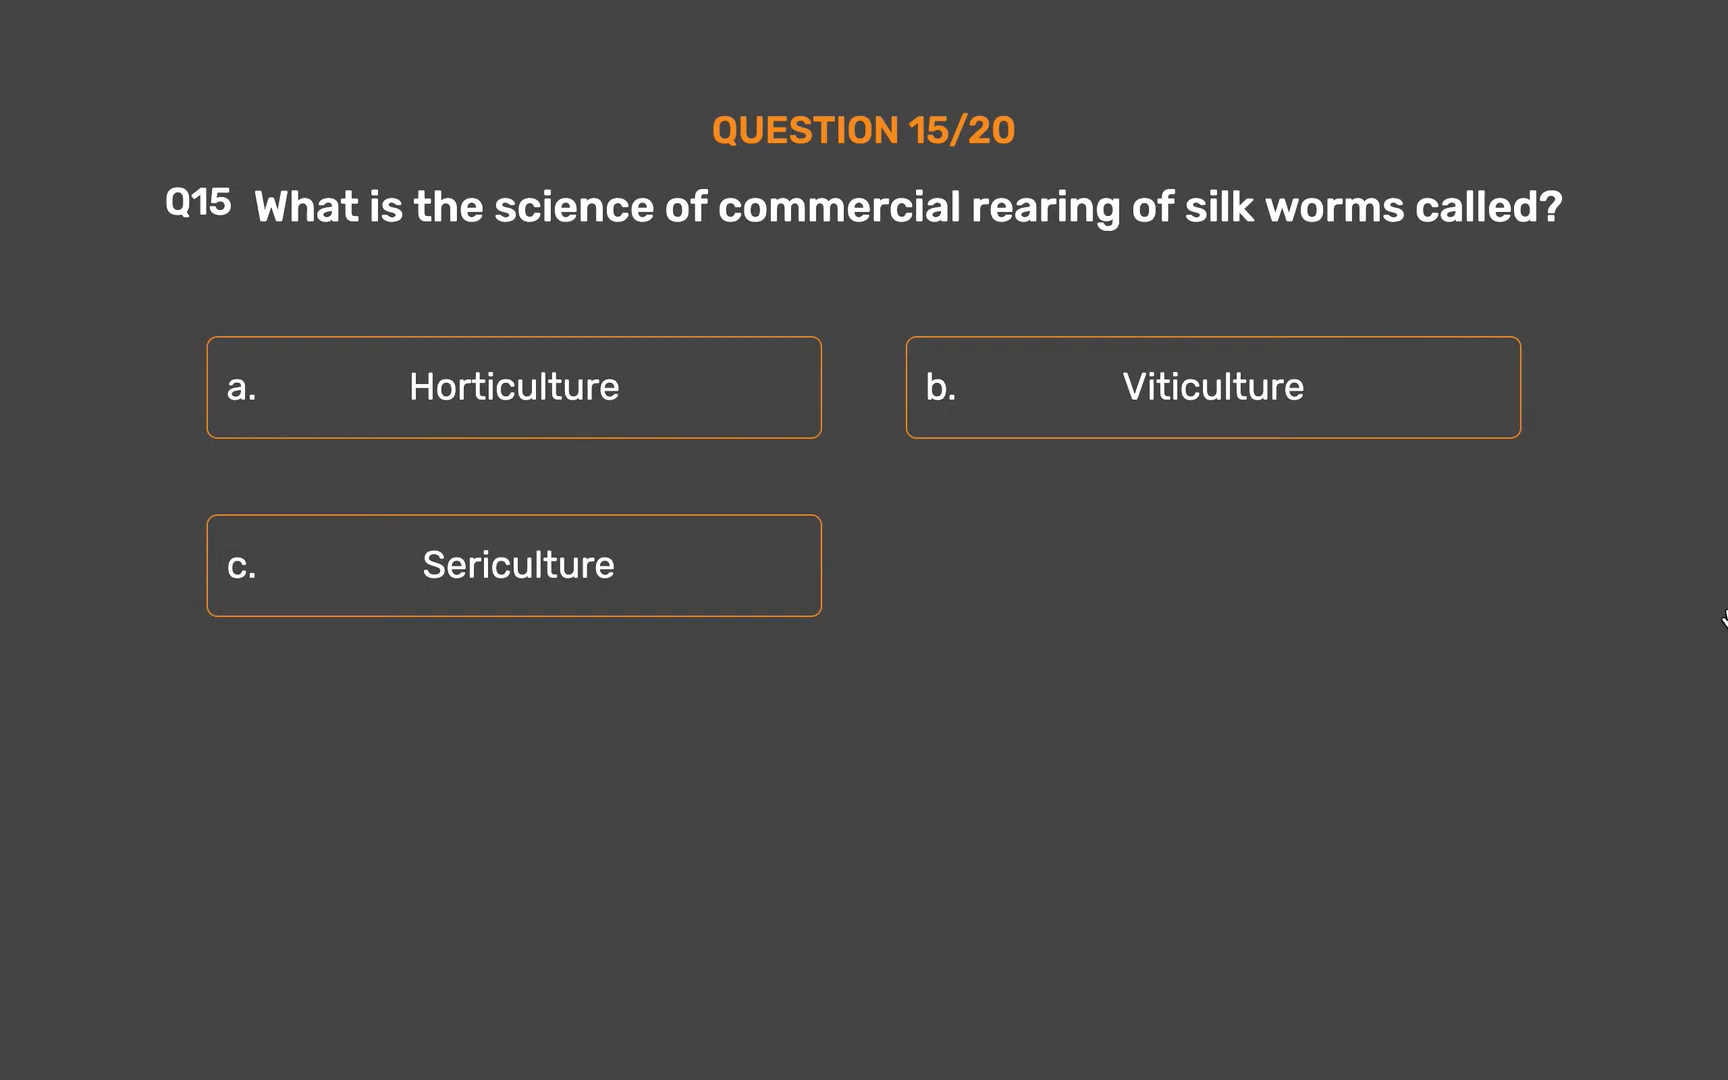 QUESTION 15/20
Q15 What is the science of commercial rearing of silk worms called?
a. Horticulture
b. Viticulture
c. Sericulture